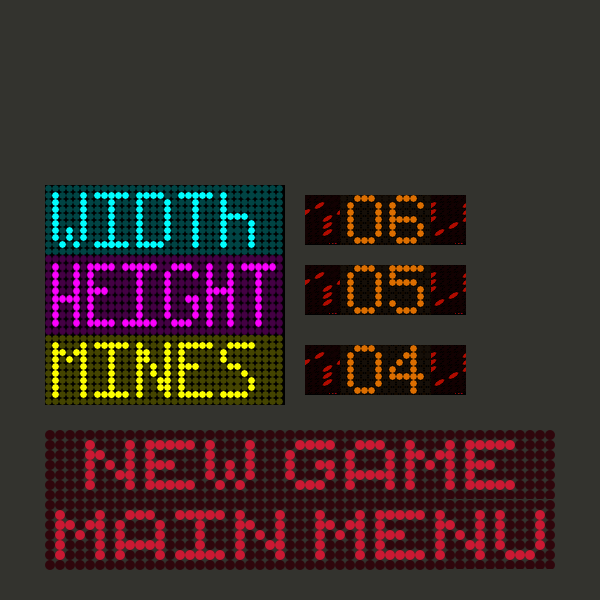 WIDTh 06
HEIGHT 05
MINES 04
NEW GAME
MAIN MENU